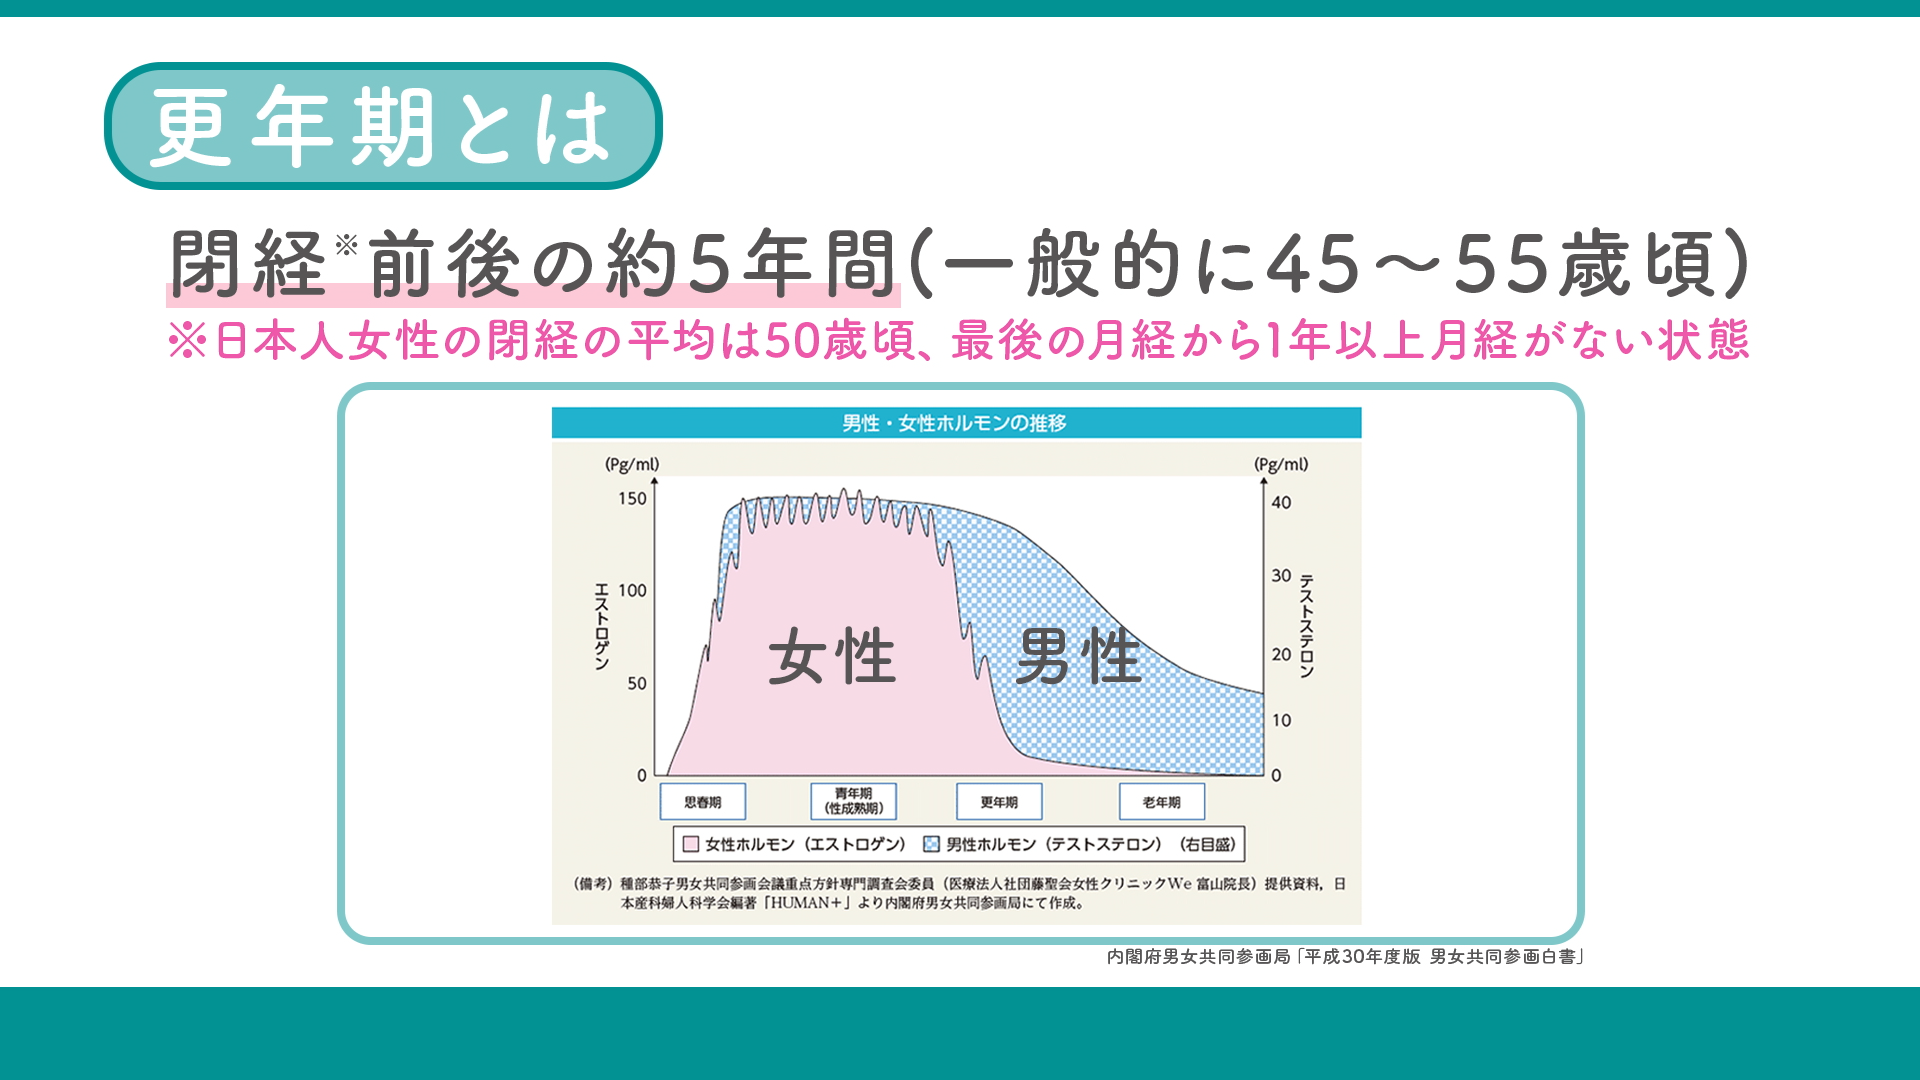 更年期とは
閉経※前後の約5年間(一般的に45〜55歳頃)
※日本人女性の閉経の平均は50歳頃、最後の月経から1年以上月経がない状態
男性・女性ホルモンの推移
(Pg/ml)
(Pg/ml)
150
100
50
0
エストロゲン
女性
男性
40
30
20
10
0
テストステロン
思春期
青年期
(性成熟期)
更年期
老年期
女性ホルモン（エストロゲン） 男性ホルモン（テストステロン）（右目盛）
（備考）種部恭子男女共同参画会議重点方針専門調査会委員（医療法人社団藤聖会女性クリニックWe 富山院長）提供資料，日
本産科婦人科学会編著「HUMAN＋」より内閣府男女共同参画局にて作成。
内閣府男女共同参画局「平成30年度版 男女共同参画白書」